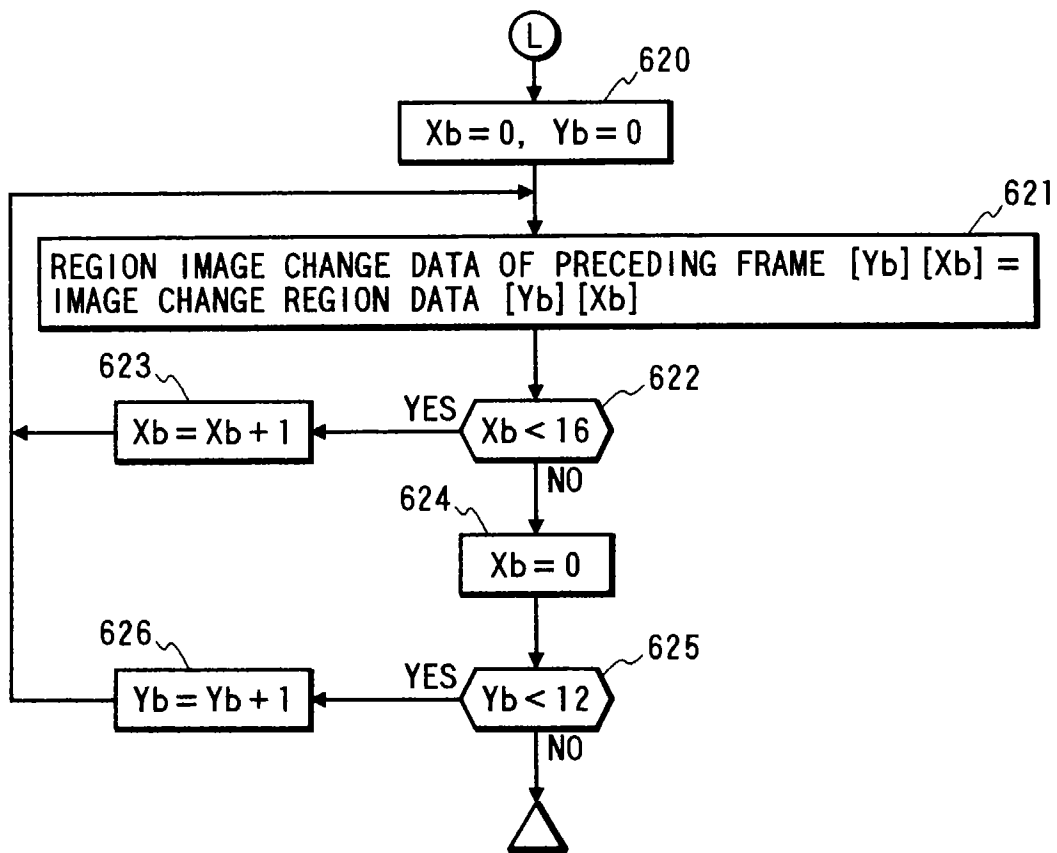 L
620
Xb=0, Yb=0
621
REGION IMAGE CHANGE DATA OF PRECEDING FRAME [Yb][Xb]=
IMAGE CHANGE REGION DATA [Yb][Xb]
623
622
Xb=Xb+1
YES
Xb<16
NO
624
Xb=0
626
625
Yb=Yb+1
YES
Yb<12
NO